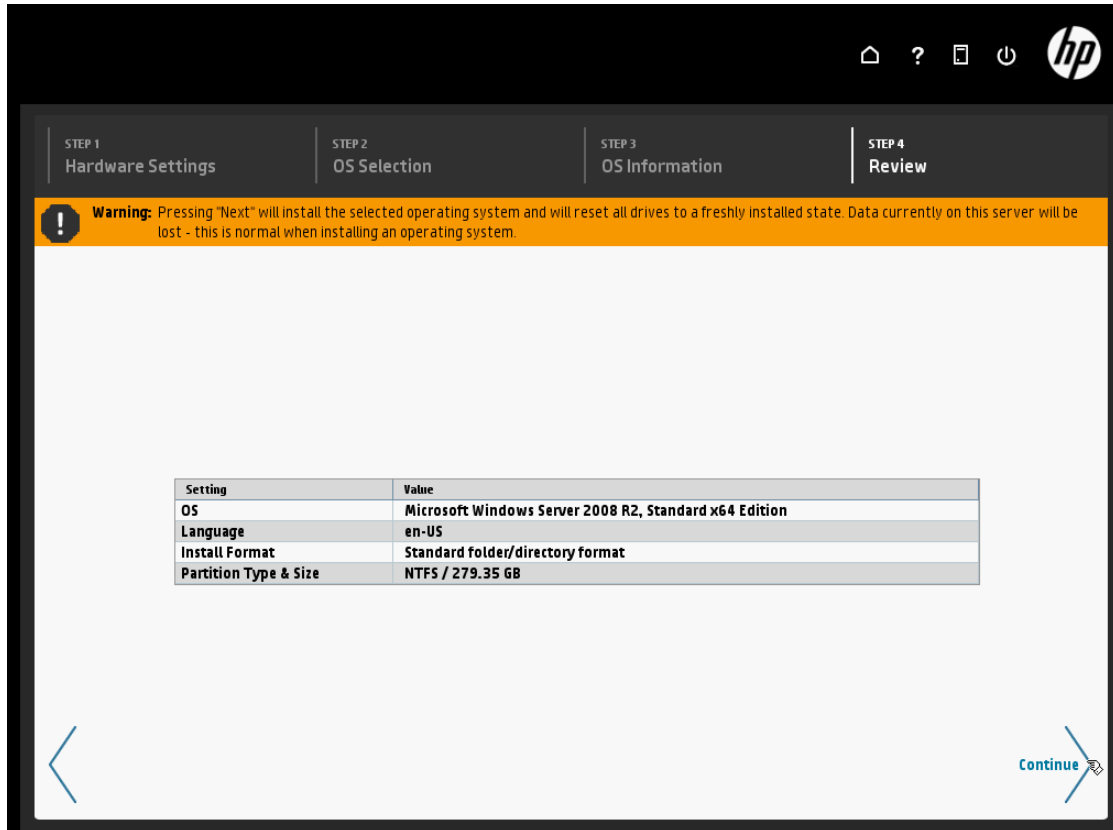 ? hp
STEP 1
Hardware Settings
STEP 2
OS Selection
STEP 3
OS Information
STEP 4
Review
! Warning: Pressing "Next" will install the selected operating system and will reset all drives to a freshly installed state. Data currently on this server will be
lost - this is normal when installing an operating system.
Setting Value
OS Microsoft Windows Server 2008 R2, Standard x64 Edition
Language en-US
Install Format Standard folder/directory format
Partition Type & Size NTFS / 279.35 GB
Continue